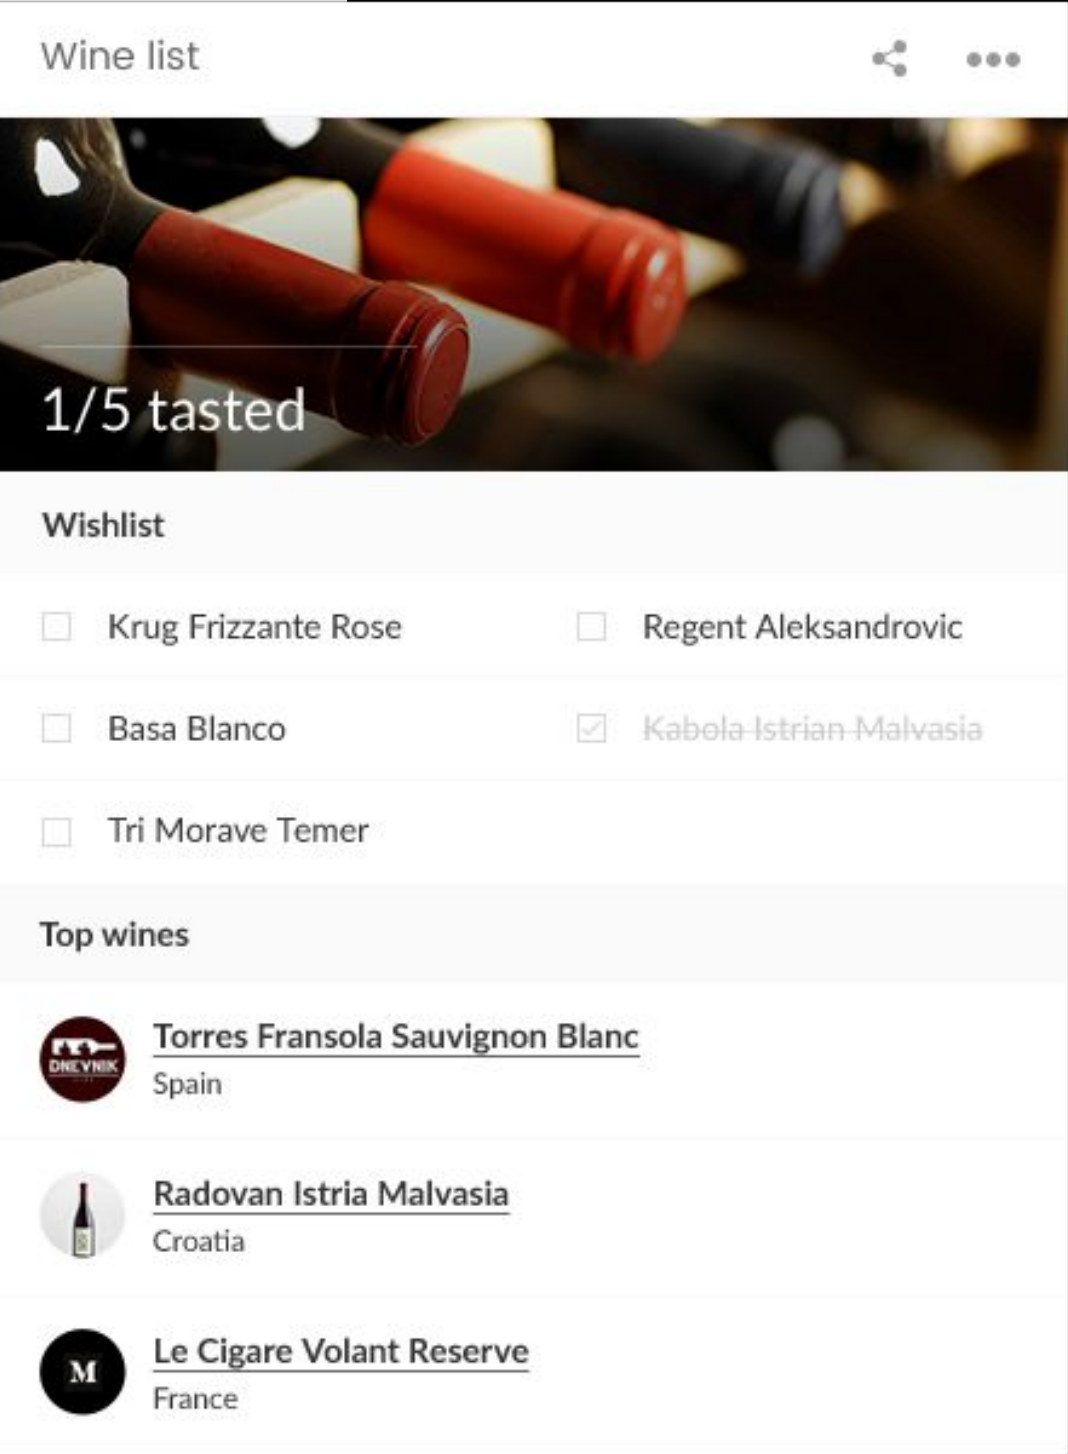 Wine list
1/5 tasted
Wishlist
Krug Frizzante Rose
Regent Aleksandrovic
Basa Blanco
Kabola Istrian Malvasia
Tri Morave Temer
Top wines
DNEVNIK
Torres Fransola Sauvignon Blanc
Spain
Radovan Istria Malvasia
Croatia
M
Le Cigare Volant Reserve
France